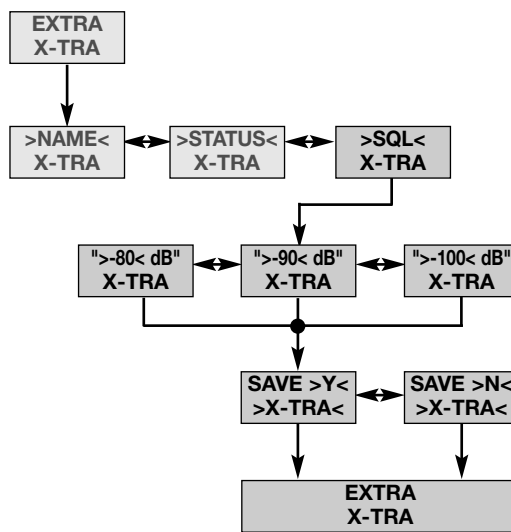 EXTRA
X-TRA
>NAME<
X-TRA
>STATUS<
X-TRA
>SQL<
X-TRA
">-80< dB"
X-TRA
">-90< dB"
X-TRA
">-100< dB"
X-TRA
SAVE >Y<
>X-TRA<
SAVE >N<
>X-TRA<
EXTRA
X-TRA